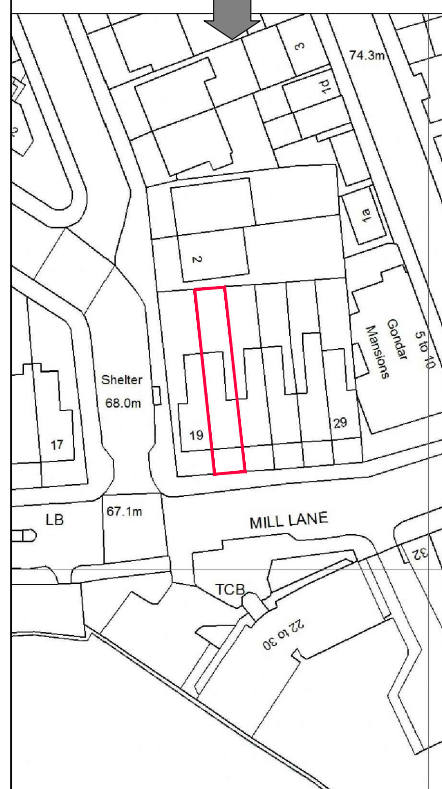 3
74.3m
1d
1a
2
Gondar
Mansions
5 to 10
Shelter
68.0m
17
19
29
LB
67.1m
MILL LANE
32
TCB
22 to 30